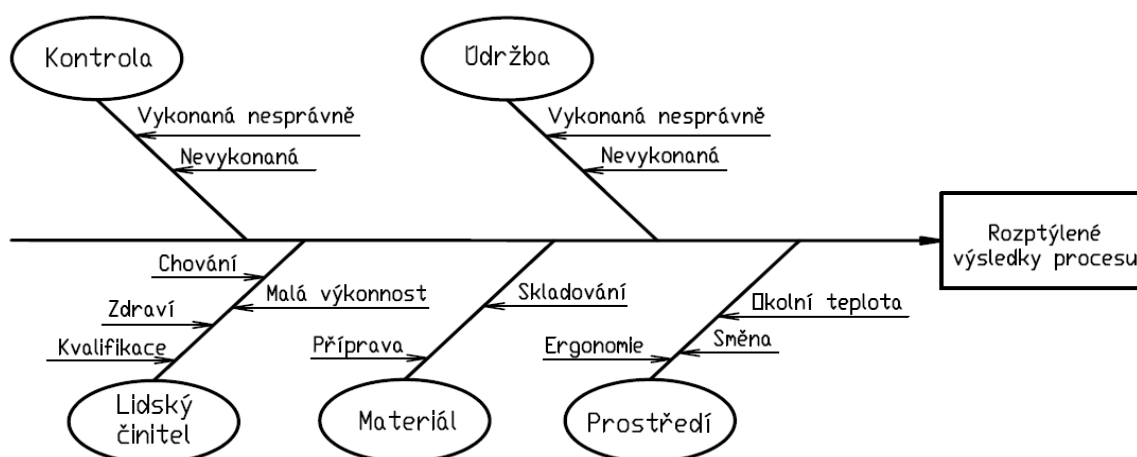 Kontrola
Údržba
Vykonaná nesprávně
Nevykonaná
Vykonaná nesprávně
Nevykonaná
Rozptýlené
výsledky procesu
Chování
Malá výkonnost
Zdraví
Kvalifikace
Skladování
Příprava
Okolní teplota
Směna
Ergonomie
Lidský
činitel
Materiál
Prostředí